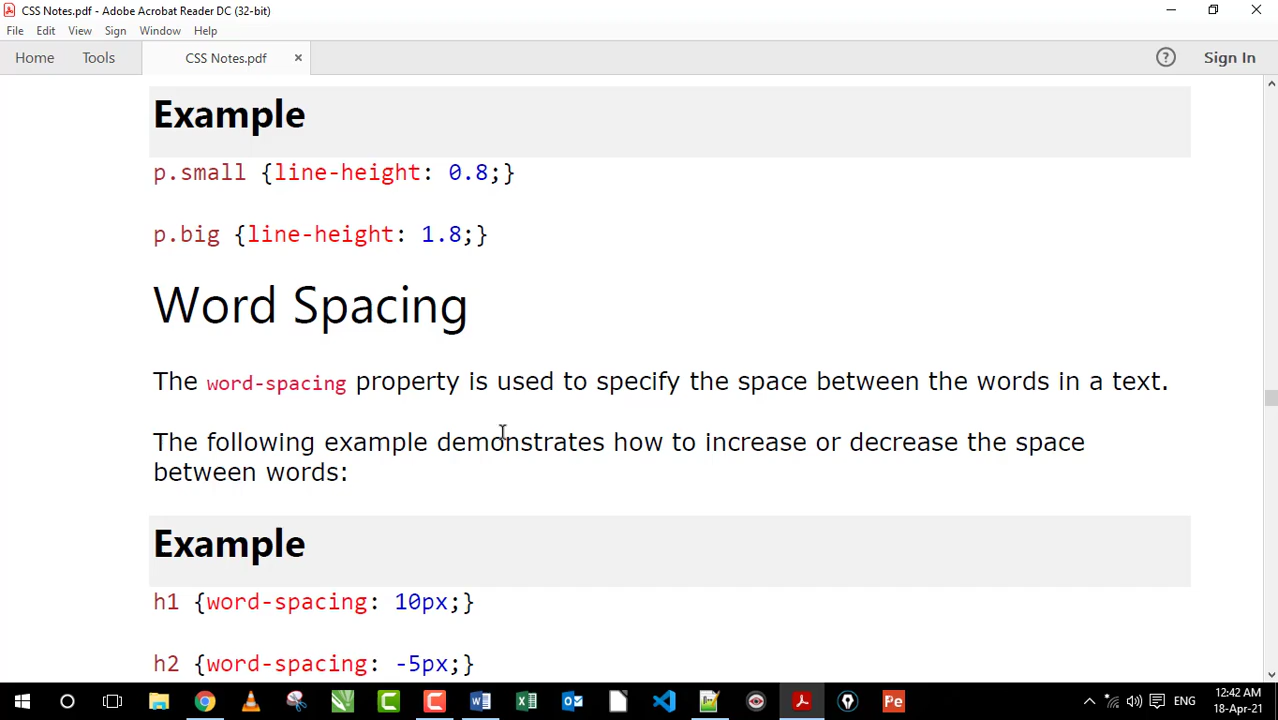 CSS Notes.pdf - Adobe Acrobat Reader DC (32-bit)
File Edit View Sign Window Help
Home Tools CSS Notes.pdf × ? Sign In
Example
p.small {line-height: 0.8;}
p.big {line-height: 1.8;}
Word Spacing
The word-spacing property is used to specify the space between the words in a text.
The following example demonstrates how to increase or decrease the space
between words:
Example
h1 {word-spacing: 10px;}
h2 {word-spacing: -5px;}
Pe
ENG
12:42 AM
18-Apr-21